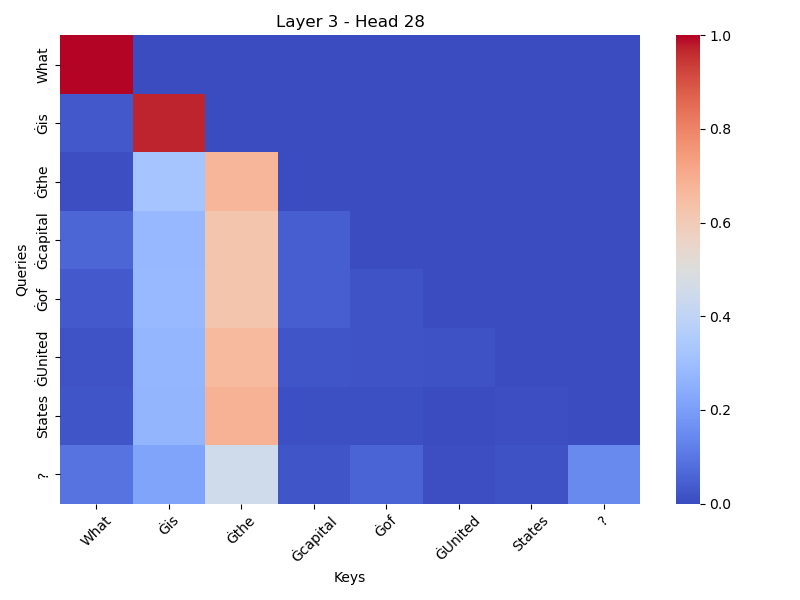 Layer 3 - Head 28
Queries
What
Ġis
Ġthe
Ġcapital
Ġof
ĠUnited
States
?
What
Ġis
Ġthe
Ġcapital
Ġof
ĠUnited
States
?
Keys
1.0
0.8
0.6
0.4
0.2
0.0